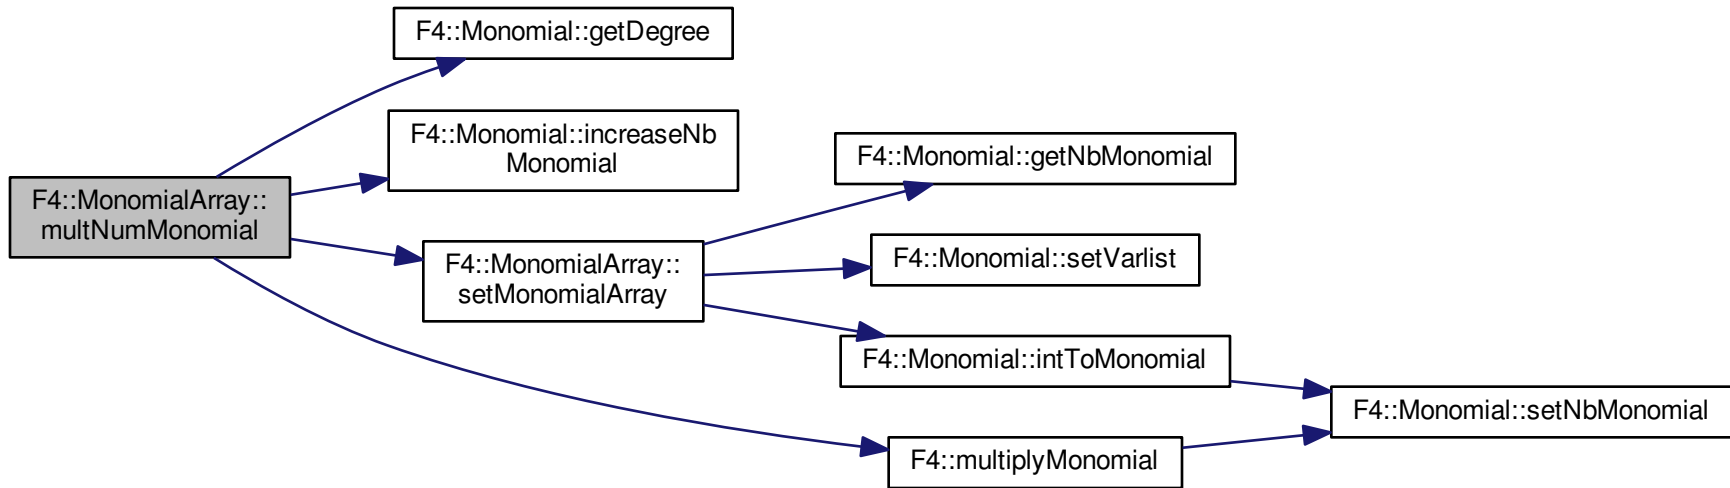 F4::Monomial::getDegree
F4::Monomial::increaseNb
Monomial
F4::Monomial::getNbMonomial
F4::MonomialArray::
multNumMonomial
F4::MonomialArray::
setMonomialArray
F4::Monomial::setVarlist
F4::Monomial::intToMonomial
F4::Monomial::setNbMonomial
F4::multiplyMonomial